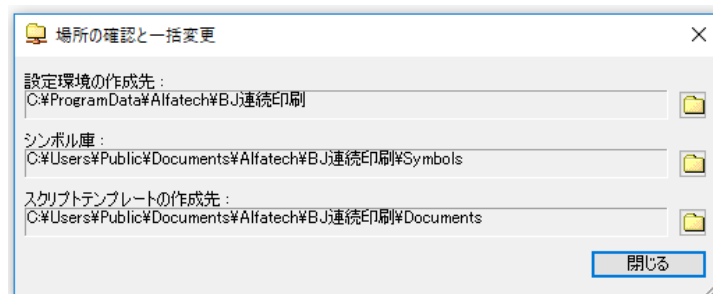 場所の確認と一括変更
設定環境の作成先：
C:¥ProgramData¥Alfatech¥BJ連続印刷
シンボル庫：
C:¥Users¥Public¥Documents¥Alfatech¥BJ連続印刷¥Symbols
スクリプトテンプレートの作成先：
C:¥Users¥Public¥Documents¥Alfatech¥BJ連続印刷¥Documents
閉じる